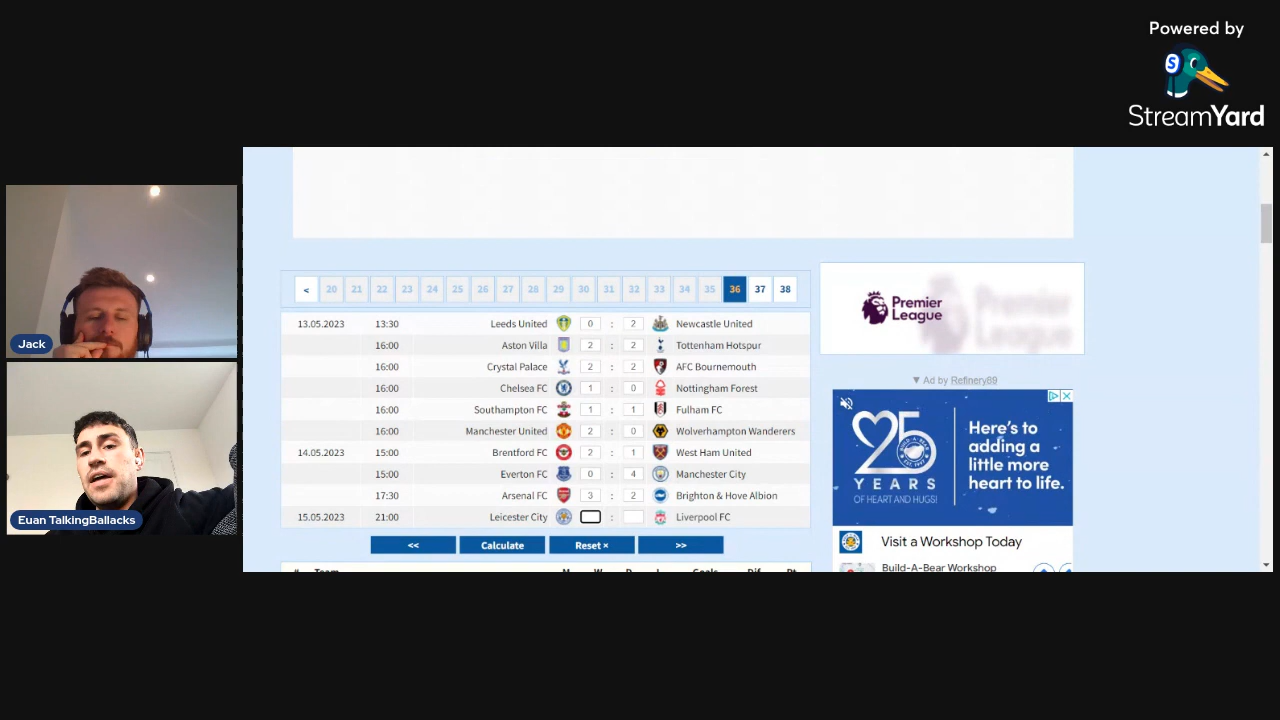 Powered by
S
StreamYard
Jack
Euan TalkingBallacks
< 20 21 22 23 24 25 26 27 28 29 30 31 32 33 34 35 36 37 38
13.05.2023 13:30 Leeds United 0 : 2 Newcastle United
16:00 Aston Villa 2 : 2 Tottenham Hotspur
16:00 Crystal Palace 2 : 2 AFC Bournemouth
16:00 Chelsea FC 1 : 0 Nottingham Forest
16:00 Southampton FC 1 : 1 Fulham FC
16:00 Manchester United 2 : 0 Wolverhampton Wanderers
14.05.2023 15:00 Brentford FC 2 : 1 West Ham United
15:00 Everton FC 0 : 4 Manchester City
17:30 Arsenal FC 3 : 2 Brighton & Hove Albion
15.05.2023 21:00 Leicester City : Liverpool FC
<< Calculate Reset × >>
Premier
League
Premier
League
▼ Ad by Refinery89
25
YEARS
OF HEART AND HUGS!
Here's to
adding a
little more
heart to life.
Visit a Workshop Today
Build-A-Bear Workshop